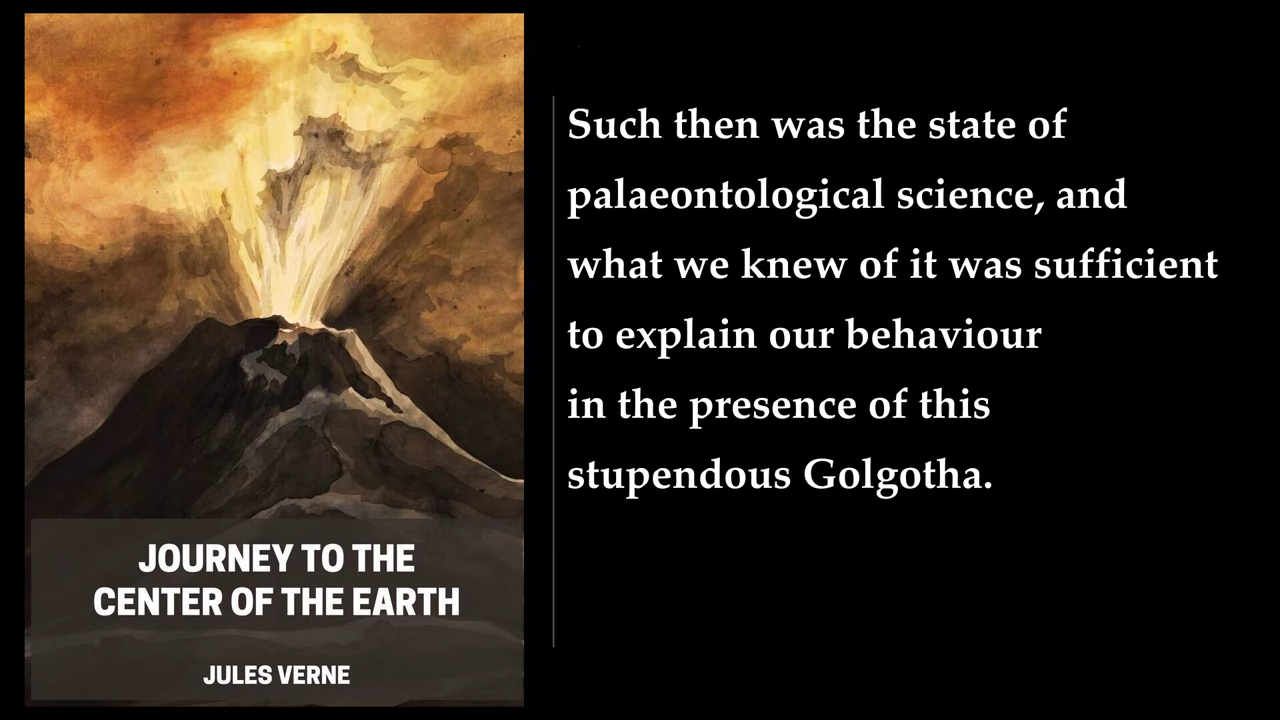 Such then was the state of
palaeontological science, and
what we knew of it was sufficient
to explain our behaviour
in the presence of this
stupendous Golgotha.
JOURNEY TO THE
CENTER OF THE EARTH
JULES VERNE